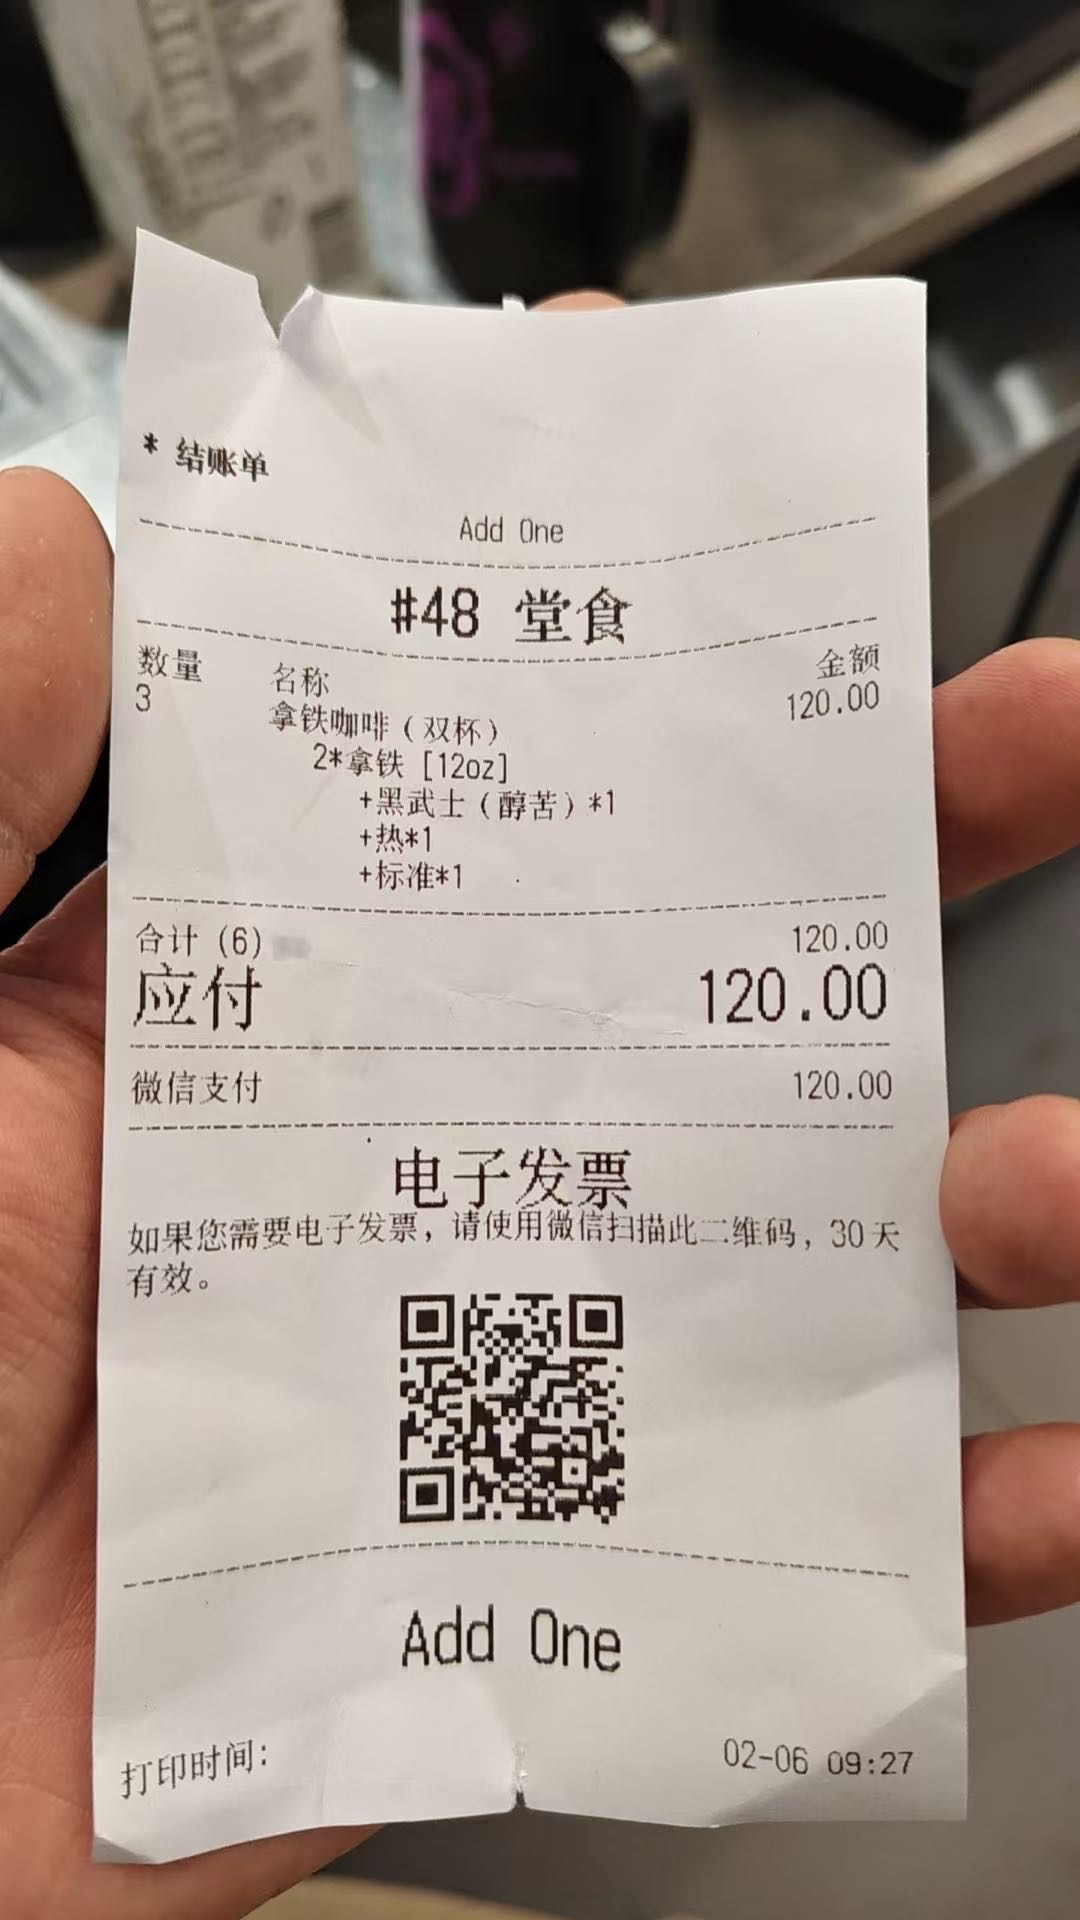 * 结账单
Add One
#48 堂食
数量 名称 金额
3 拿铁咖啡（双杯） 120.00
2*拿铁 [12oz]
+黑武士（醇苦）*1
+热*1
+标准*1
合计 (6) 120.00
应付 120.00
微信支付 120.00
电子发票
如果您需要电子发票，请使用微信扫描此二维码，30天
有效。
Add One
打印时间: 02-06 09:27